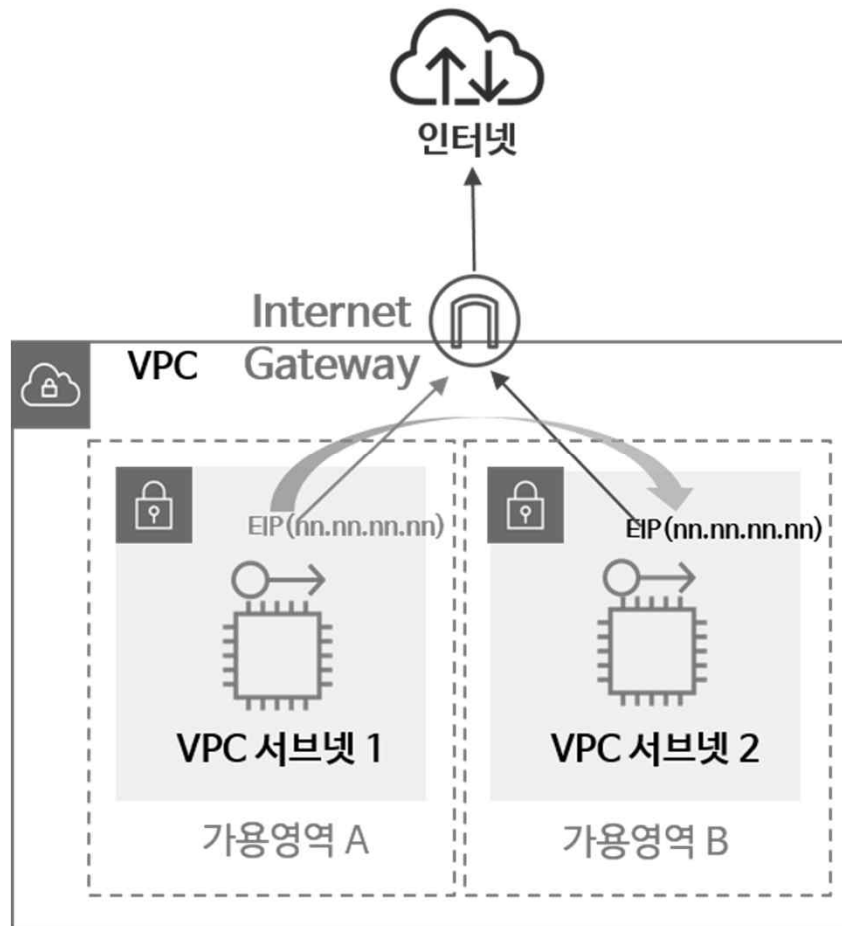 인터넷
Internet
VPC Gateway
EIP(nn.nn.nn.nn)
EIP(nn.nn.nn.nn)
VPC 서브넷 1
VPC 서브넷 2
가용영역 A
가용영역 B